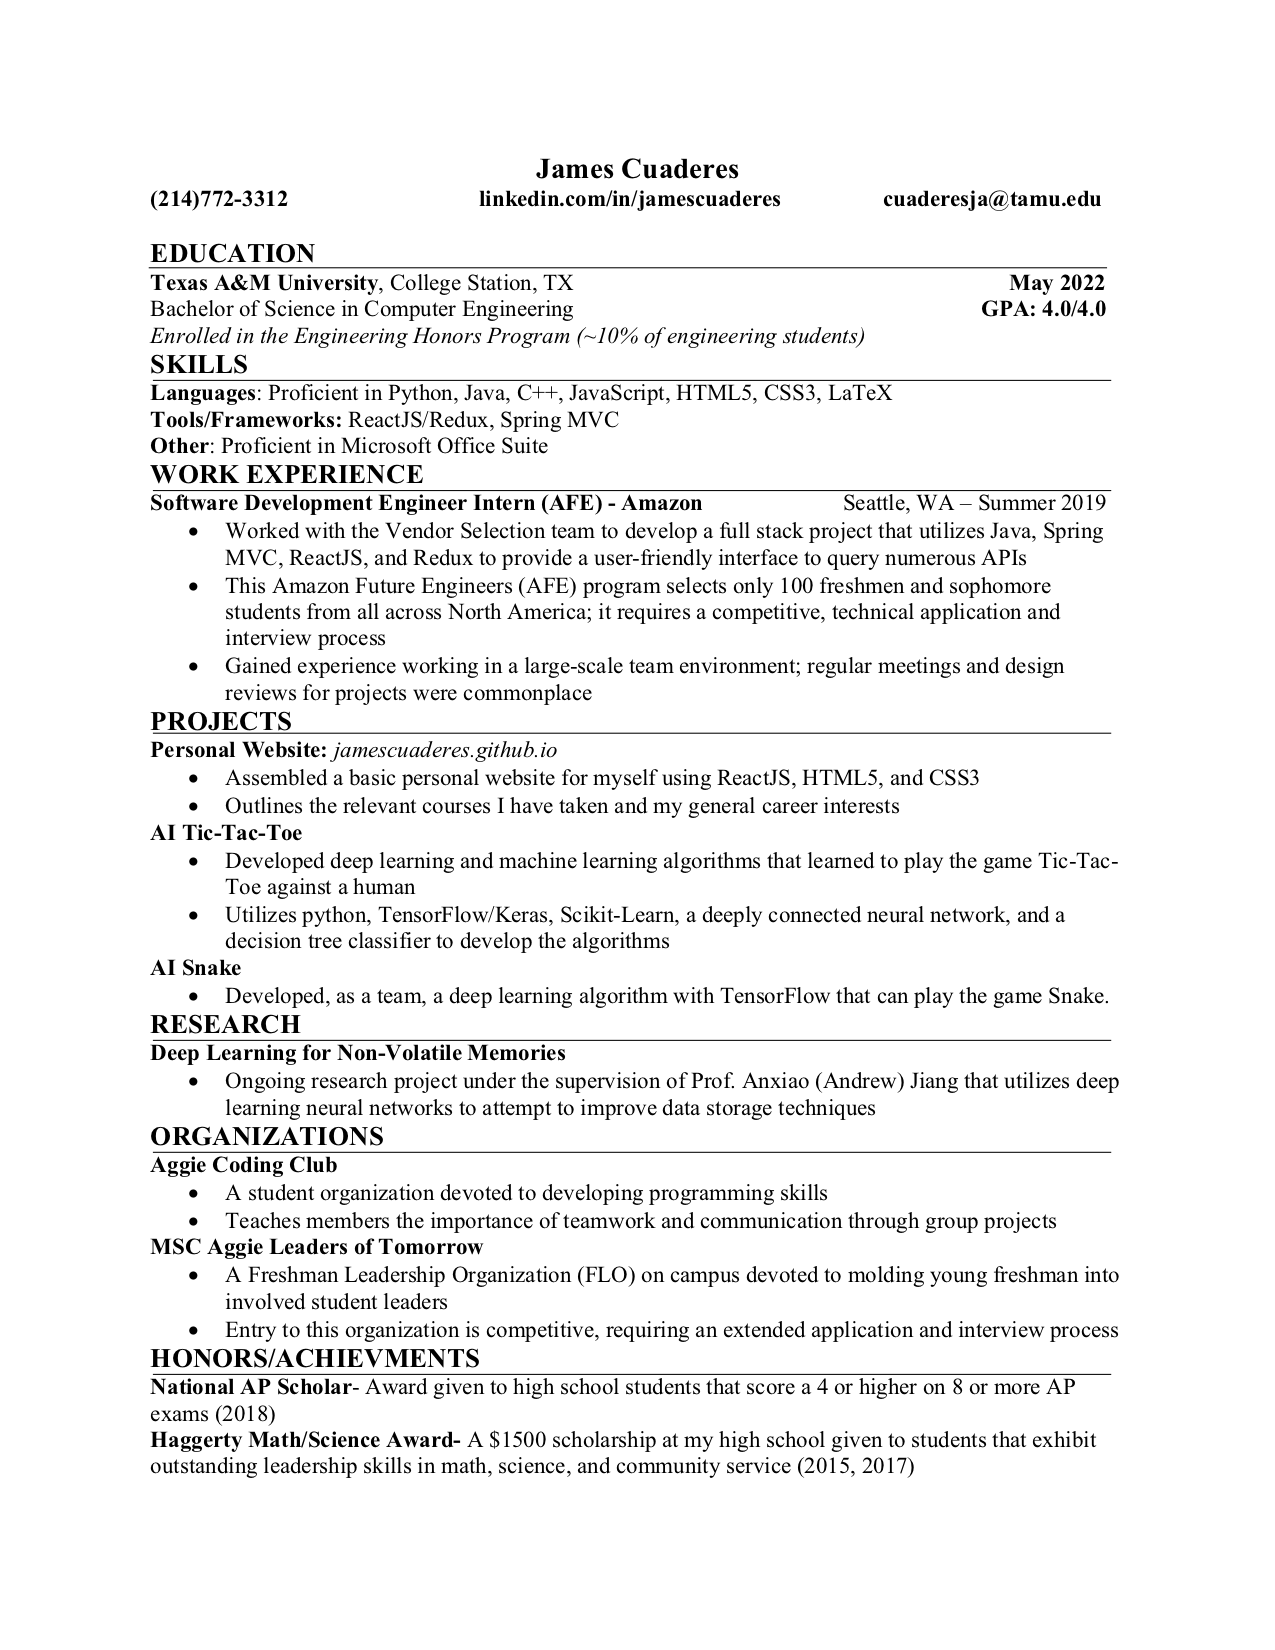 James Cuaderes
(214)772-3312 linkedin.com/in/jamescuaderes cuaderesja@tamu.edu
EDUCATION
Texas A&M University, College Station, TX May 2022
Bachelor of Science in Computer Engineering GPA: 4.0/4.0
Enrolled in the Engineering Honors Program (~10% of engineering students)
SKILLS
Languages: Proficient in Python, Java, C++, JavaScript, HTML5, CSS3, LaTeX
Tools/Frameworks: ReactJS/Redux, Spring MVC
Other: Proficient in Microsoft Office Suite
WORK EXPERIENCE
Software Development Engineer Intern (AFE) - Amazon Seattle, WA – Summer 2019
• Worked with the Vendor Selection team to develop a full stack project that utilizes Java, Spring
MVC, ReactJS, and Redux to provide a user-friendly interface to query numerous APIs
• This Amazon Future Engineers (AFE) program selects only 100 freshmen and sophomore
students from all across North America; it requires a competitive, technical application and
interview process
• Gained experience working in a large-scale team environment; regular meetings and design
reviews for projects were commonplace
PROJECTS
Personal Website: jamescuaderes.github.io
• Assembled a basic personal website for myself using ReactJS, HTML5, and CSS3
• Outlines the relevant courses I have taken and my general career interests
AI Tic-Tac-Toe
• Developed deep learning and machine learning algorithms that learned to play the game Tic-Tac-
Toe against a human
• Utilizes python, TensorFlow/Keras, Scikit-Learn, a deeply connected neural network, and a
decision tree classifier to develop the algorithms
AI Snake
• Developed, as a team, a deep learning algorithm with TensorFlow that can play the game Snake.
RESEARCH
Deep Learning for Non-Volatile Memories
• Ongoing research project under the supervision of Prof. Anxiao (Andrew) Jiang that utilizes deep
learning neural networks to attempt to improve data storage techniques
ORGANIZATIONS
Aggie Coding Club
• A student organization devoted to developing programming skills
• Teaches members the importance of teamwork and communication through group projects
MSC Aggie Leaders of Tomorrow
• A Freshman Leadership Organization (FLO) on campus devoted to molding young freshman into
involved student leaders
• Entry to this organization is competitive, requiring an extended application and interview process
HONORS/ACHIEVMENTS
National AP Scholar- Award given to high school students that score a 4 or higher on 8 or more AP
exams (2018)
Haggerty Math/Science Award- A $1500 scholarship at my high school given to students that exhibit
outstanding leadership skills in math, science, and community service (2015, 2017)